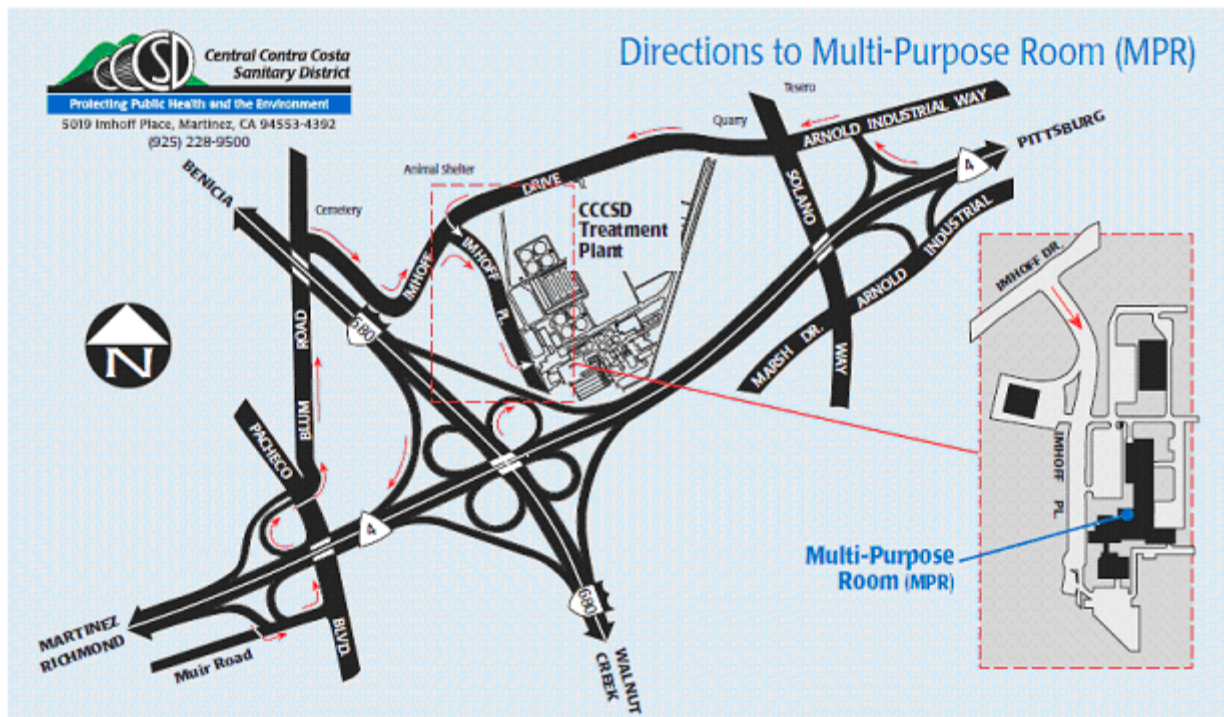 CCCSD
Central Contra Costa
Sanitary District
Protecting Public Health and the Environment
5019 Imhoff Place, Martinez, CA 94553-4392
(925) 228-9500
Directions to Multi-Purpose Room (MPR)
Tesero
Quarry
ARNOLD INDUSTRIAL WAY
PITTSBURG
4
BENICIA
Animal Shelter
Cemetery
DRIVE
SOLANO
CCCSD
Treatment
Plant
IMHOFF
IMHOFF
PL.
ARNOLD INDUSTRIAL
MARSH DR.
WAY
680
N
BLUM ROAD
PACHECO
4
MARTINEZ
RICHMOND
Muir Road
BLVD.
680
WALNUT
CREEK
IMHOFF DR.
IMHOFF PL.
Multi-Purpose
Room (MPR)